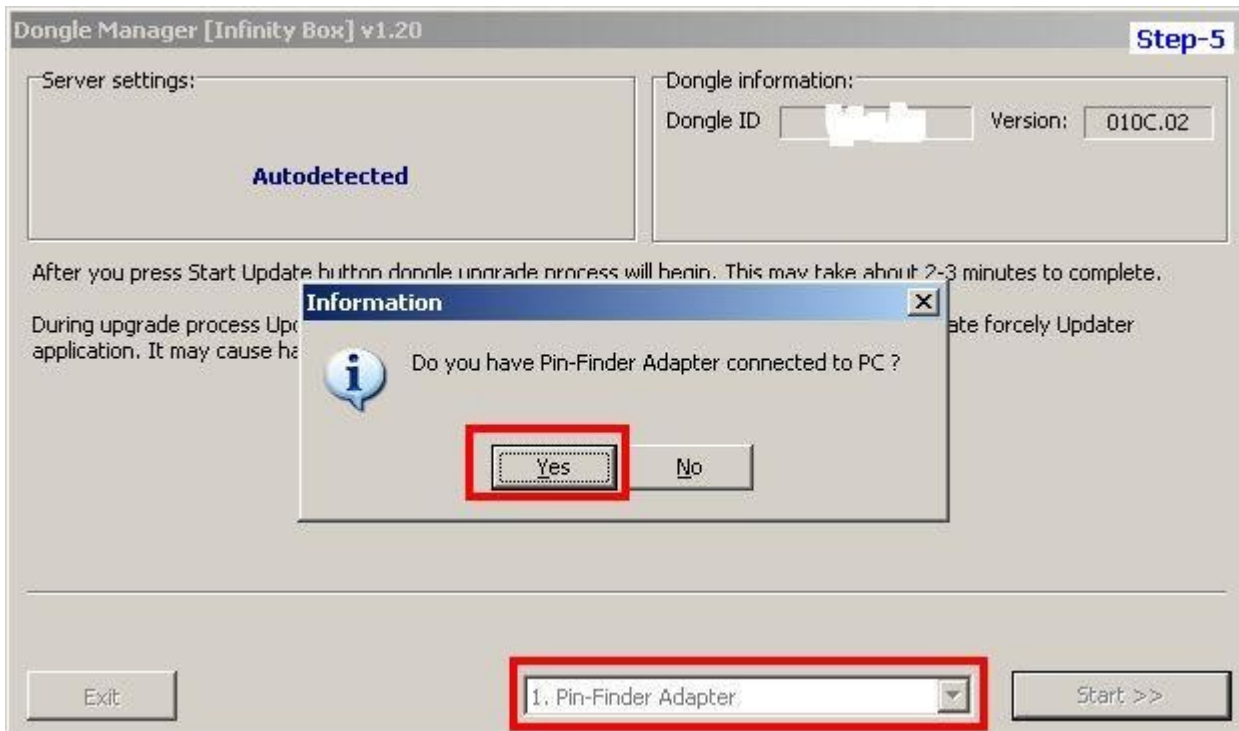 Dongle Manager [Infinity Box] v1.20
Step-5
Server settings:
Autodetected
Dongle information:
Dongle ID
Version: 010C.02
After you press Start Update button dongle upgrade process will begin. This may take about 2-3 minutes to complete.
During upgrade process
ate forcely Updater
application. It may cause
Information
Do you have Pin-Finder Adapter connected to PC ?
Yes
No
Exit
1. Pin-Finder Adapter
Start >>